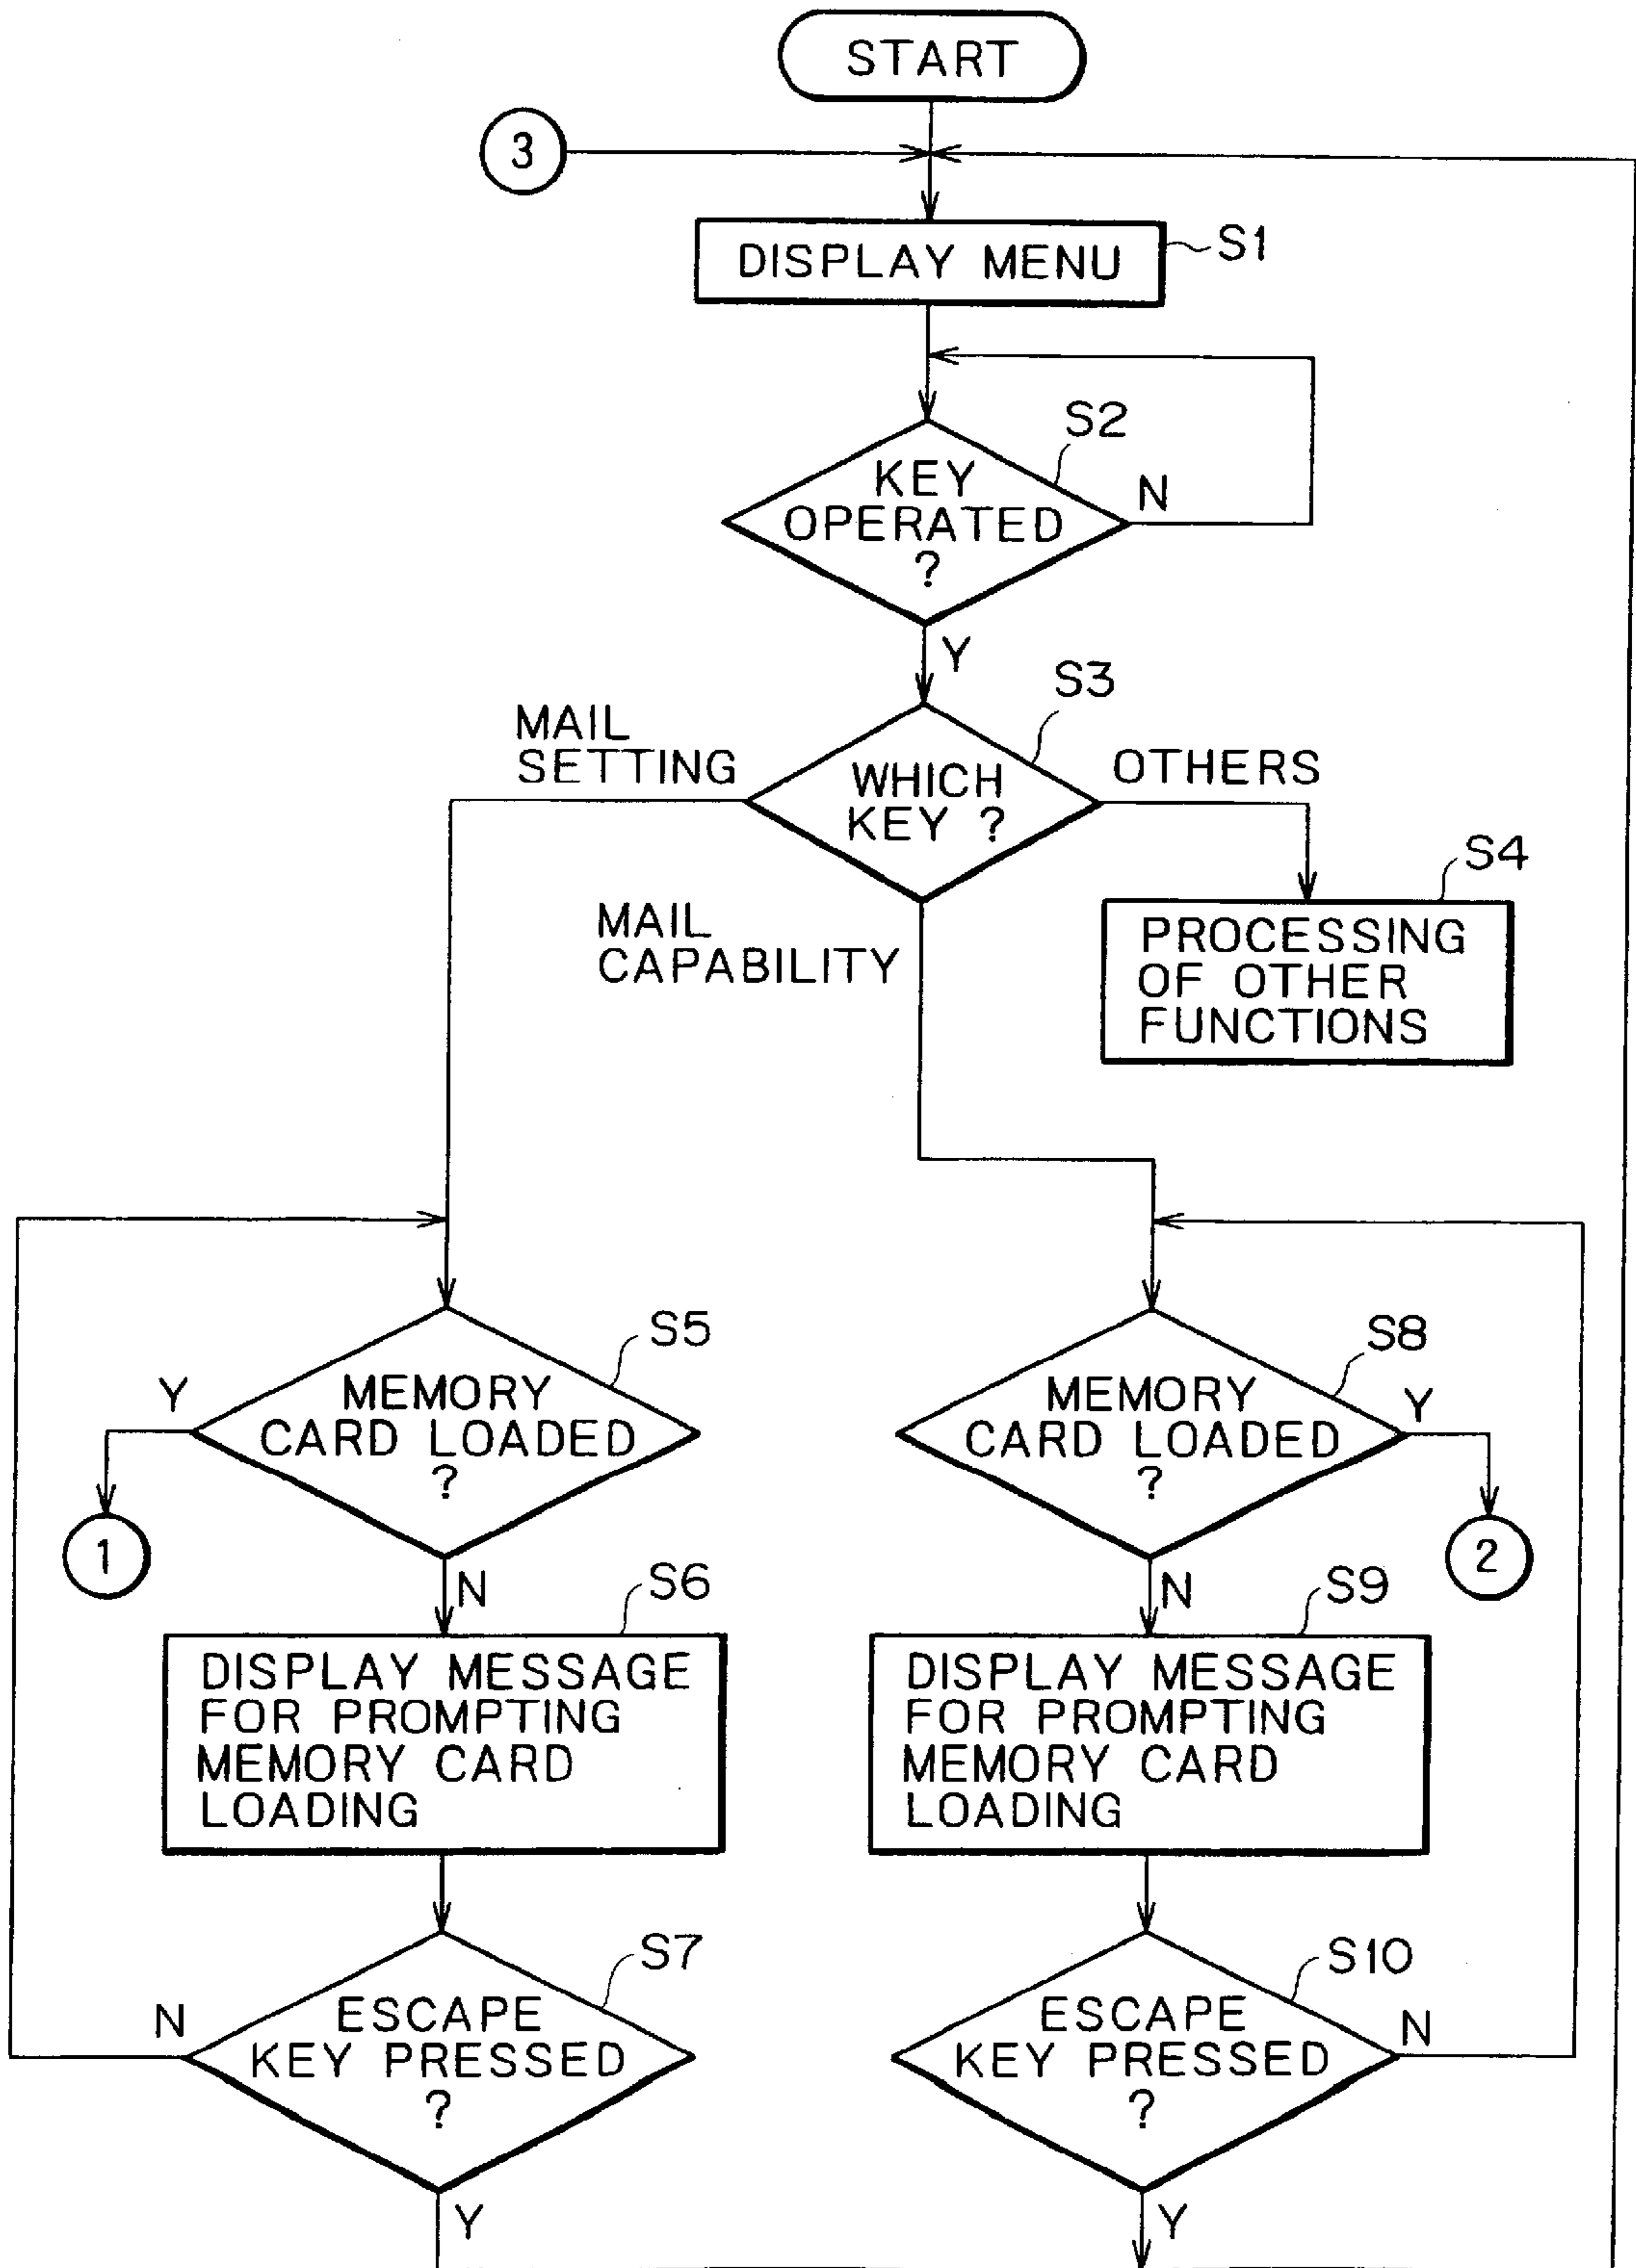 START
3
DISPLAY MENU
S1
S2
KEY
OPERATED
?
N
Y
S3
MAIL
SETTING
WHICH
KEY ?
OTHERS
S4
MAIL
CAPABILITY
PROCESSING
OF OTHER
FUNCTIONS
S5
Y
MEMORY
CARD LOADED
?
1
N
S8
MEMORY
CARD LOADED
?
Y
2
N
S6
DISPLAY MESSAGE
FOR PROMPTING
MEMORY CARD
LOADING
S9
DISPLAY MESSAGE
FOR PROMPTING
MEMORY CARD
LOADING
S7
N
ESCAPE
KEY PRESSED
?
Y
S10
ESCAPE
KEY PRESSED
?
N
Y